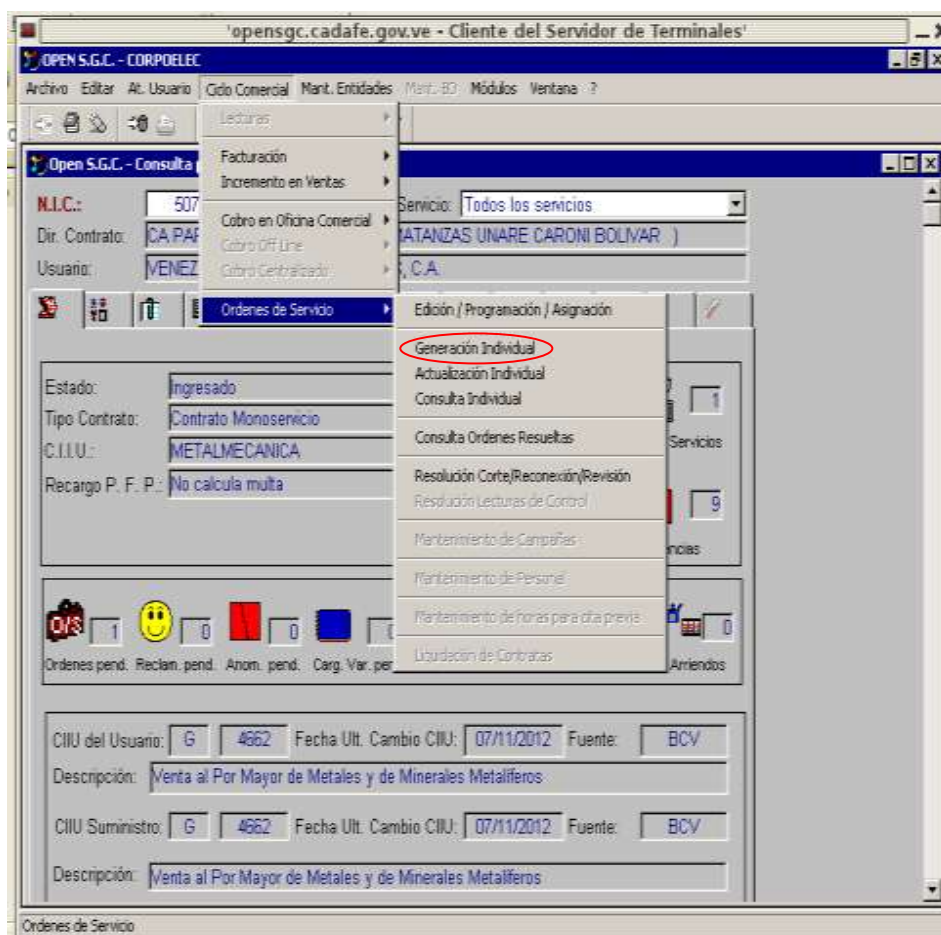 'opensgc.cadafe.gov.ve - Cliente del Servidor de Terminales'
OPEN S.G.C. - CORPOELEC
Archivo Editar At. Usuario Ciclo Comercial Mant. Entidades Mant. BD Módulos Ventana ?
Lecturas
Facturación
Incremento en Ventas
Cobro en Oficina Comercial
Cobro Off Line
Cobro Centralizado
Ordenes de Servicio
Edición / Programación / Asignación
Generación Individual
Actualización Individual
Consulta Individual
Consulta Ordenes Resueltas
Resolución Corte/Reconexión/Revisión
Resolución Lecturas de Control
Mantenimiento de Campañas
Mantenimiento de Personal
Mantenimiento de horas para cita previa
Liquidación de Contratas
Open S.G.C. - Consulta
N.I.C.: 507 Servicio: Todos los servicios
Dir. Contrato: CA PAR MATANZAS UNARE CARONI BOLIVAR )
Usuario: VENEZ S, C.A.
Estado: Ingresado 1
Tipo Contrato: Contrato Monoservicio
Servicios
C.I.I.U.: METALMECANICA
Recargo P. F. P.: No calcula multa 9
ncias
O/S 1 0 0 0
Ordenes pend. Reclam. pend. Anom. pend. Carg. Var. pen Arriendos
CIIU del Usuario: G 4662 Fecha Ult. Cambio CIIU: 07/11/2012 Fuente: BCV
Descripción: Venta al Por Mayor de Metales y de Minerales Metalíferos
CIIU Suministro: G 4662 Fecha Ult. Cambio CIIU: 07/11/2012 Fuente: BCV
Descripción: Venta al Por Mayor de Metales y de Minerales Metalíferos
Ordenes de Servicio